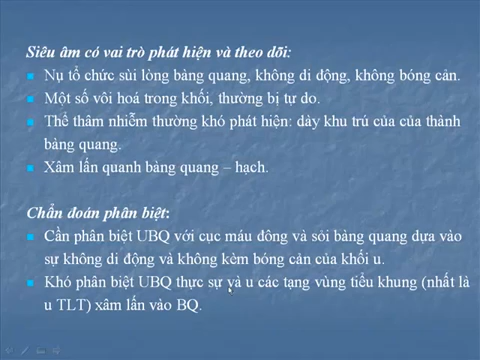 Siêu âm có vai trò phát hiện và theo dõi:
Nụ tổ chức sùi lòng bàng quang, không di động, không bóng cản.
Một số vôi hoá trong khối, thường bị tự do.
Thể thâm nhiễm thường khó phát hiện: dày khu trú của của thành
bàng quang.
Xâm lấn quanh bàng quang – hạch.
Chẩn đoán phân biệt:
Cần phân biệt UBQ với cục máu đông và sỏi bàng quang dựa vào
sự không di động và không kèm bóng cản của khối u.
Khó phân biệt UBQ thực sự và u các tạng vùng tiểu khung (nhất là
u TLT) xâm lấn vào BQ.